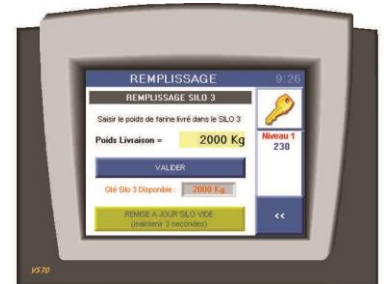 REMPLISSAGE 9:26
REMPLISSAGE SILO 3
Saisir le poids de farine livré dans le SILO 3
Poids Livraison = 2000 Kg
Niveau 1
230
VALIDER
Qté Silo 3 Disponible : 2000 Kg
REMISE A JOUR SILO VIDE
(maintenir 3 secondes)
<<
V570